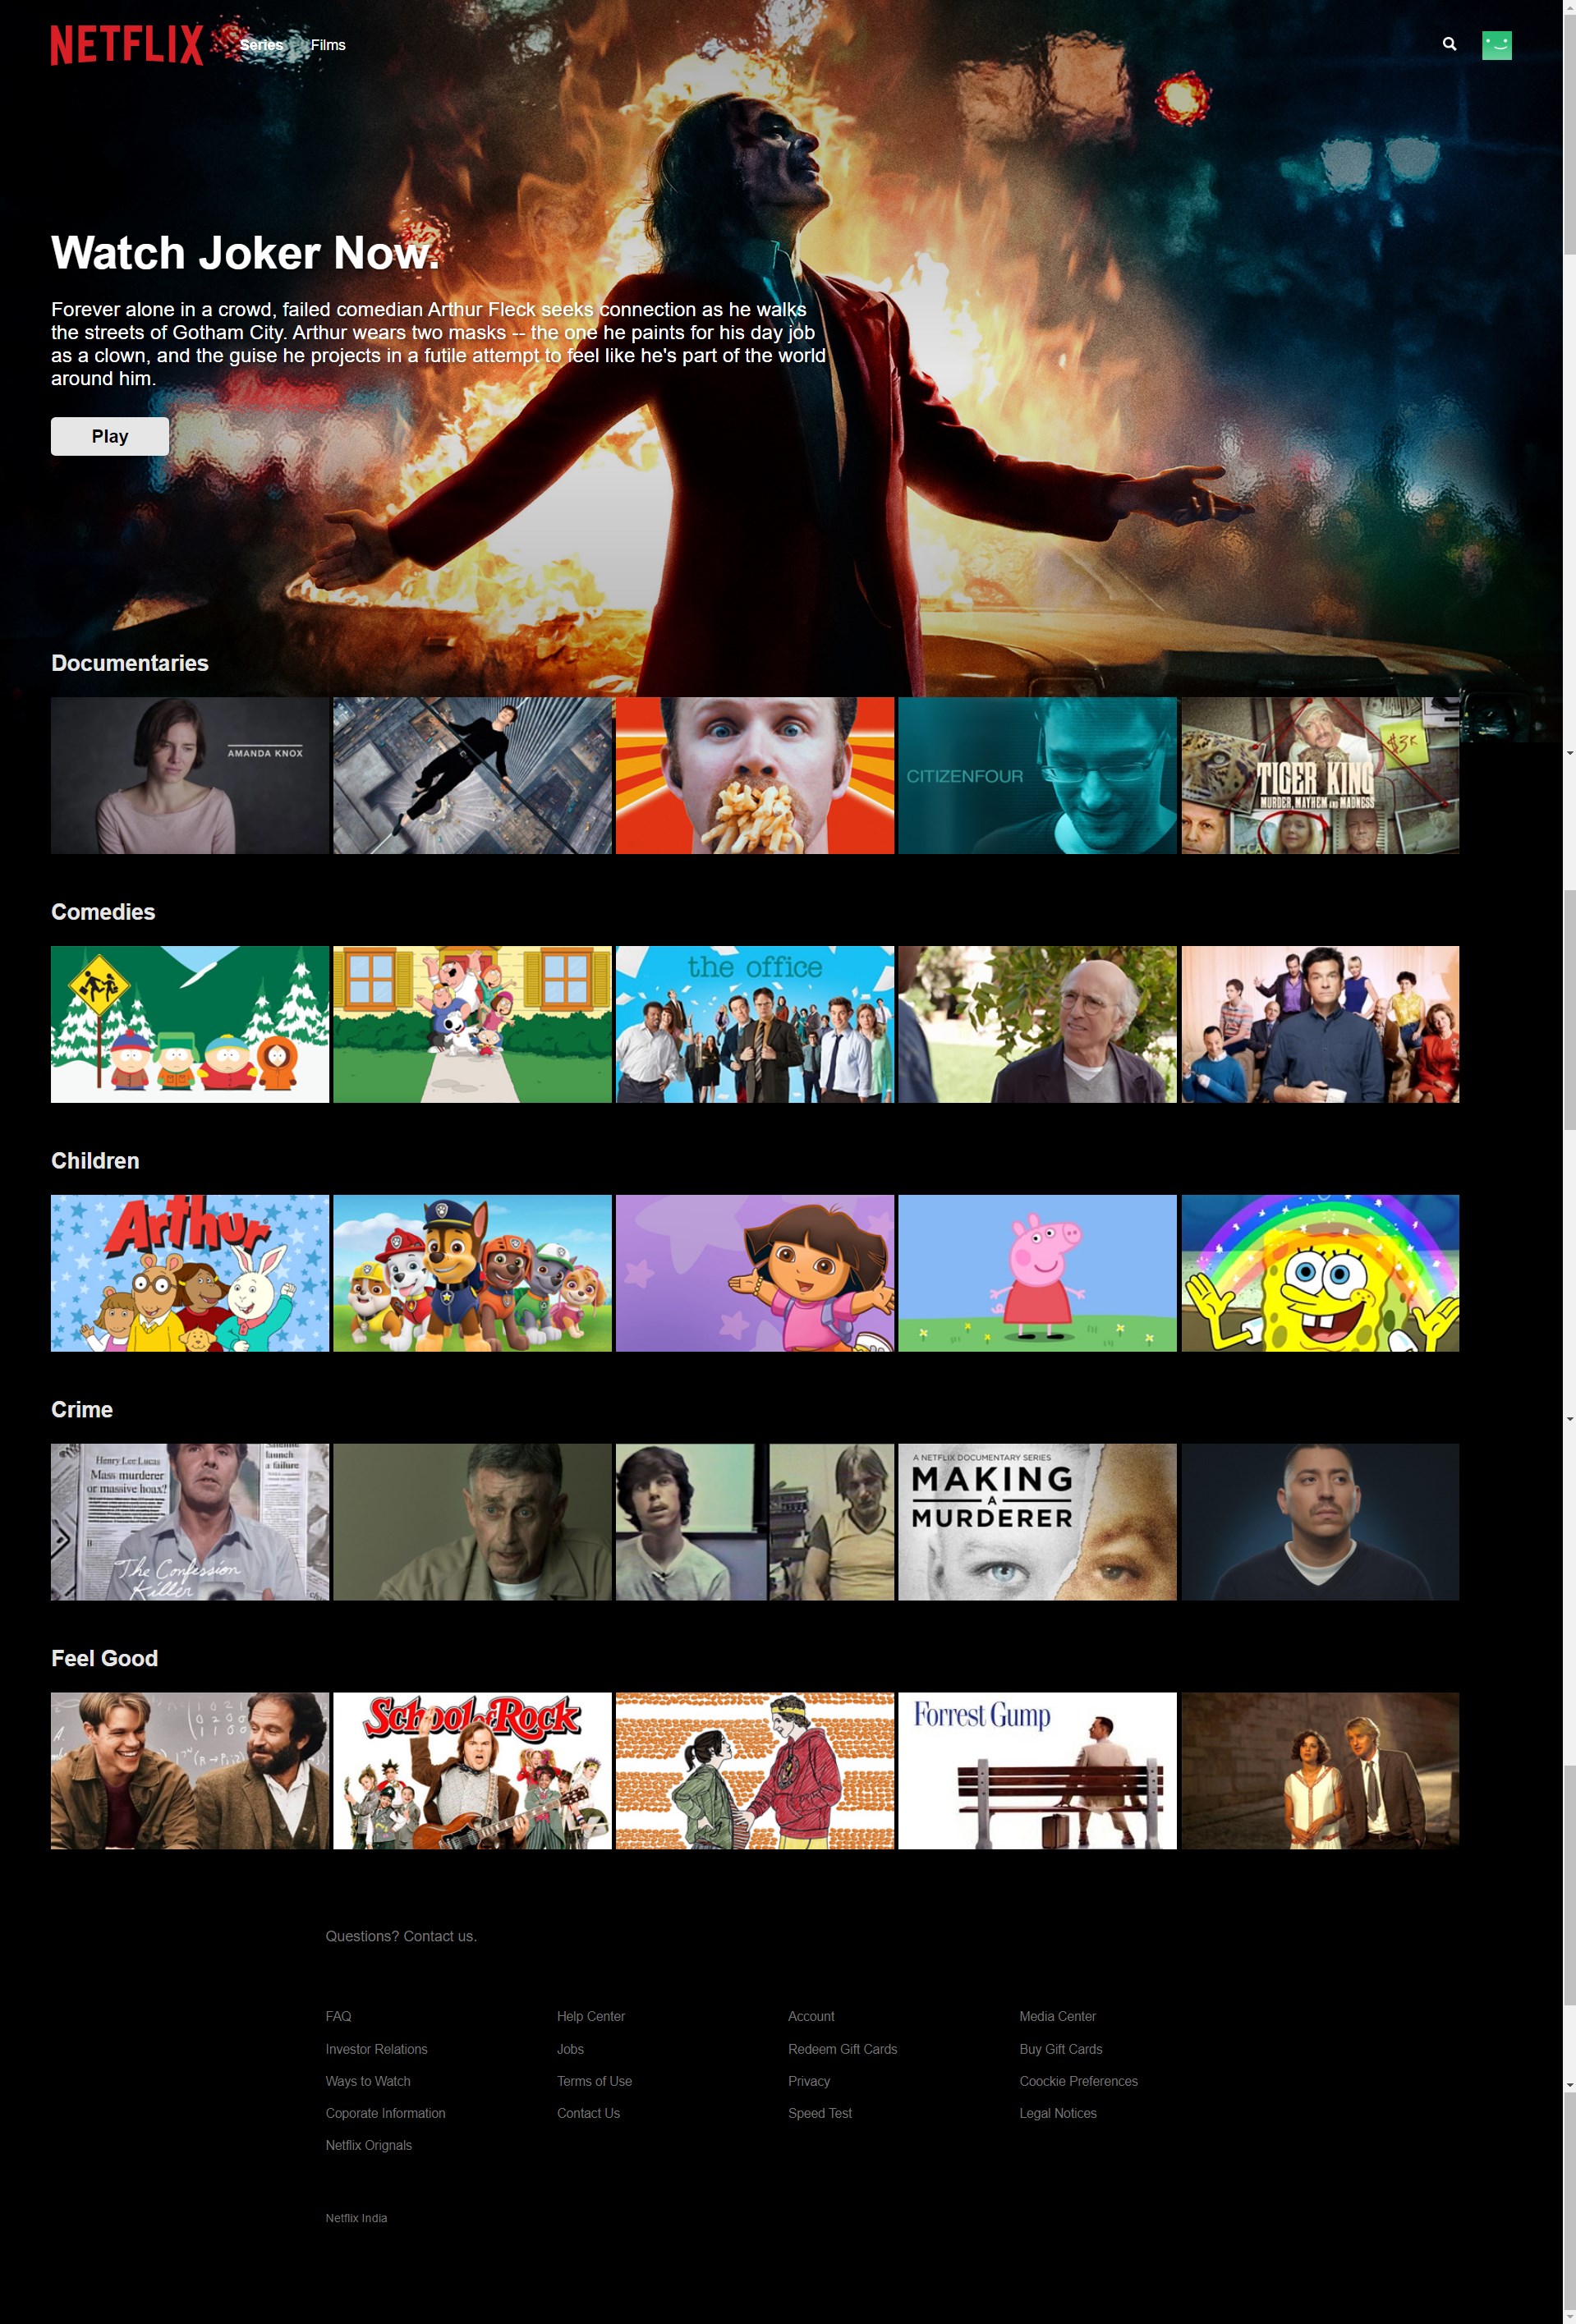 NETFLIX
Series Films
Watch Joker Now.
Forever alone in a crowd, failed comedian Arthur Fleck seeks connection as he walks
the streets of Gotham City. Arthur wears two masks -- the one he paints for his day job
as a clown, and the guise he projects in a futile attempt to feel like he's part of the world
around him.
Play
Documentaries
AMANDA KNOX
CITIZENFOUR
$3K
TIGER KING
MURDER, MAYHEM AND MADNESS
Comedies
the office
Children
Arthur
Crime
Henry Lee Lucas
Mass murderer
or massive hoax?
launch
a failure
The Confession
Killer
A NETFLIX DOCUMENTARY SERIES
MAKING
A
MURDERER
Feel Good
School of Rock
Forrest Gump
Questions? Contact us.
FAQ
Help Center
Account
Media Center
Investor Relations
Jobs
Redeem Gift Cards
Buy Gift Cards
Ways to Watch
Terms of Use
Privacy
Coockie Preferences
Coporate Information
Contact Us
Speed Test
Legal Notices
Netflix Orignals
Netflix India